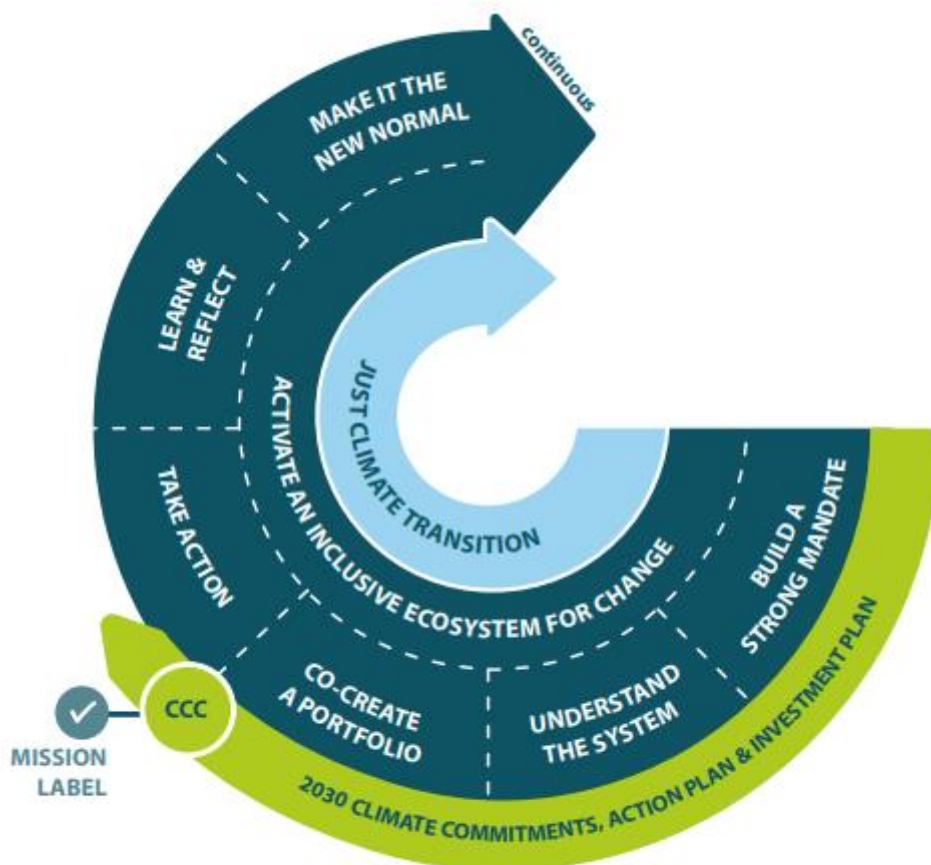 continuous
MAKE IT THE
NEW NORMAL
LEARN &
REFLECT
TAKE ACTION
CO-CREATE
A PORTFOLIO
UNDERSTAND
THE SYSTEM
BUILD A
STRONG MANDATE
ACTIVATE AN INCLUSIVE ECOSYSTEM FOR CHANGE
JUST CLIMATE TRANSITION
CCC
MISSION
LABEL
2030 CLIMATE COMMITMENTS, ACTION PLAN & INVESTMENT PLAN